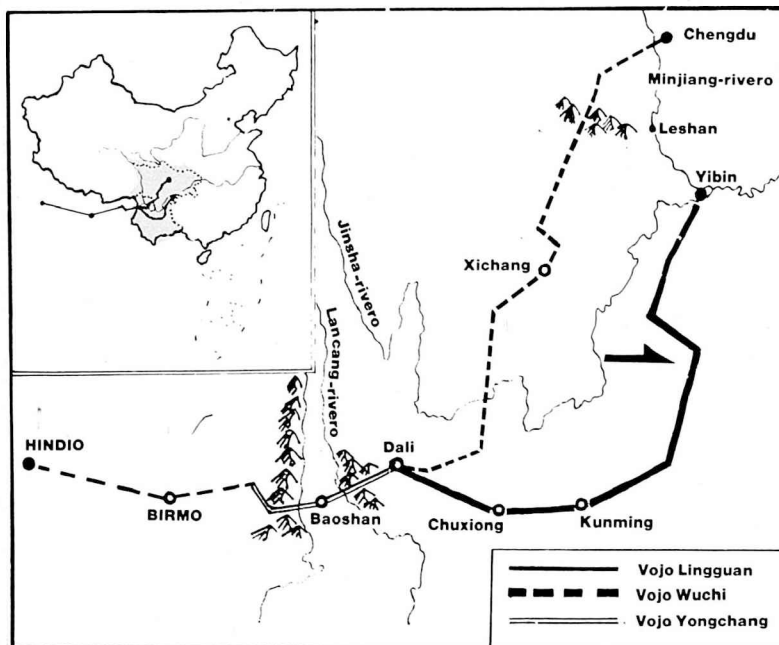 Chengdu
Minjiang-rivero
Leshan
Yibin
Jinsha-rivero
Xichang
Lancang-rivero
HINDIO
BIRMO
Dali
Baoshan
Chuxiong
Kunming
Vojo Lingguan
Vojo Wuchi
Vojo Yongchang